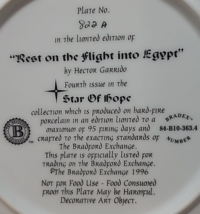 Plate No.
822 A
in the limited edition of
"Rest on the Flight into Egypt"
by Hector Garrido
Fourth issue in the
Star Of Hope
collection which is produced on hard-fire
porcelain in an edition limited to a
maximum of 95 firing days and
crafted to the exacting standards of
The Bradford Exchange.
This plate is officially listed for
trading on the Bradford Exchange.
©The Bradford Exchange 1996
Not for Food Use - Food Consumed
from this Plate May be Harmful.
Decorative Art Object.
B
BRADEX®
84-B10-363.4
NUMBER